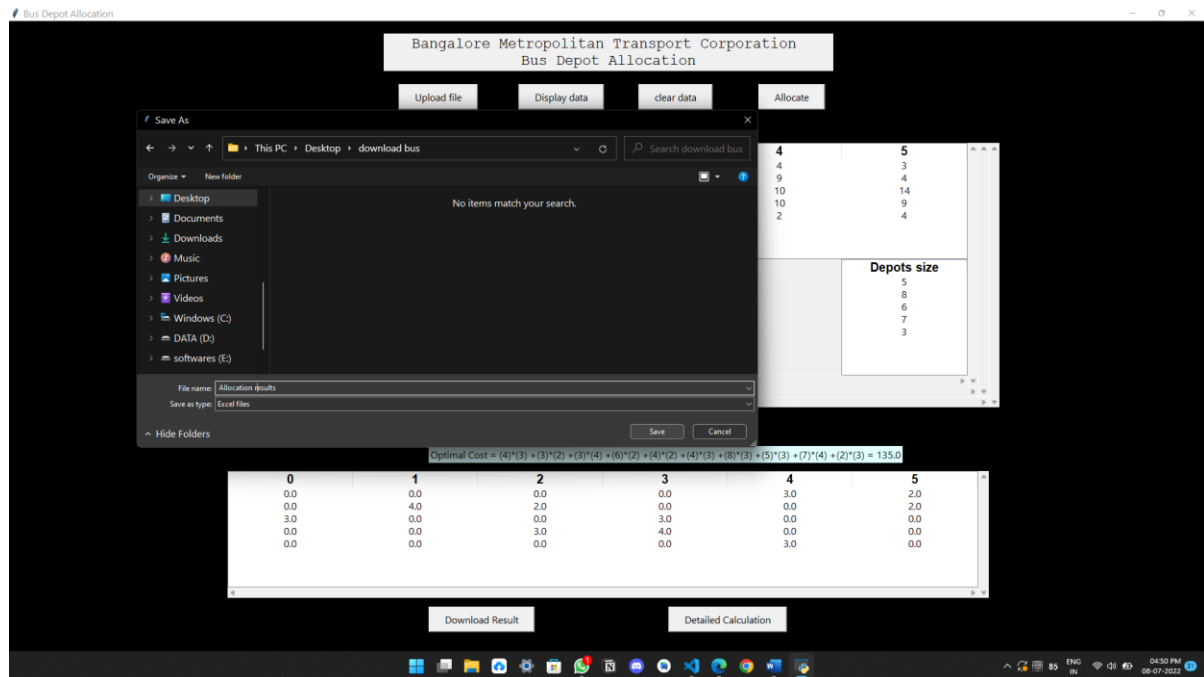 Bus Depot Allocation
Bangalore Metropolitan Transport Corporation
Bus Depot Allocation
Upload file Display data clear data Allocate
Save As
This PC › Desktop › download bus
Search download bus
Organize New folder
Desktop
Documents
Downloads
Music
Pictures
Videos
Windows (C:)
DATA (D:)
softwares (E:)
No items match your search.
File name: Allocation results
Save as type: Excel files
Hide Folders
Save Cancel
4 5
4 3
9 4
10 14
10 9
2 4
Depots size
5
8
6
7
3
Optimal Cost = (4)*(3) +(3)*(2) +(3)*(4) +(6)*(2) +(4)*(2) +(4)*(3) +(8)*(3) +(5)*(3) +(7)*(4) +(2)*(3) = 135.0
0 1 2 3 4 5
0.0 0.0 0.0 0.0 3.0 2.0
0.0 4.0 2.0 0.0 0.0 2.0
3.0 0.0 0.0 3.0 0.0 0.0
0.0 0.0 3.0 4.0 0.0 0.0
0.0 0.0 0.0 0.0 3.0 0.0
Download Result Detailed Calculation
85 ENG IN 04:50 PM 08-07-2022